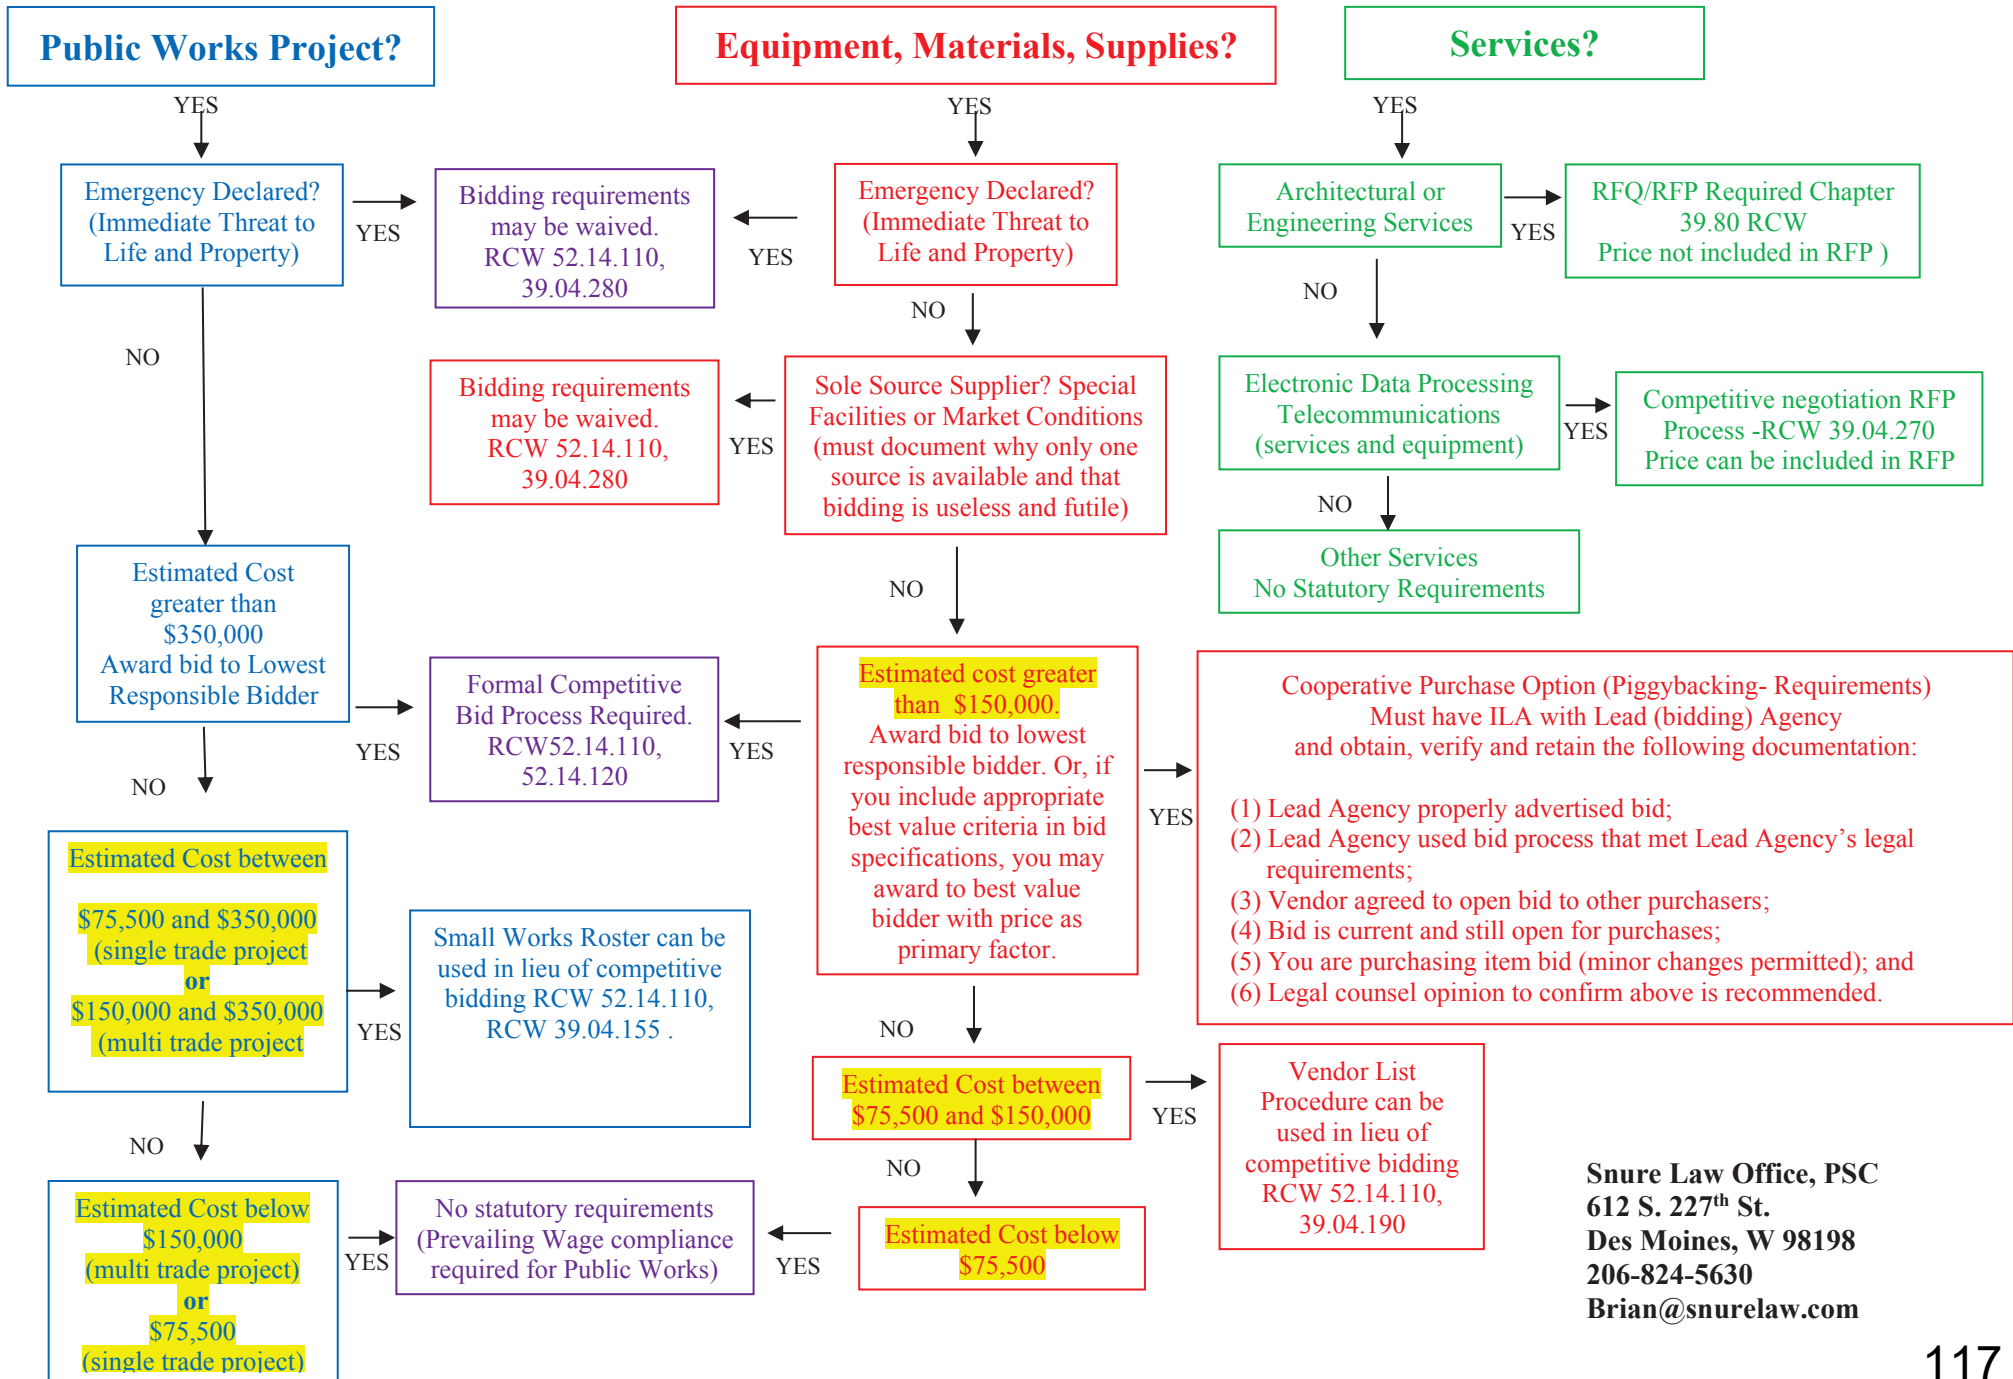 Public Works Project?
YES
Emergency Declared?
(Immediate Threat to
Life and Property)
YES
NO
Estimated Cost
greater than
$350,000
Award bid to Lowest
Responsible Bidder
YES
NO
Estimated Cost between
$75,500 and $350,000
(single trade project
or
$150,000 and $350,000
(multi trade project
YES
Small Works Roster can be
used in lieu of competitive
bidding RCW 52.14.110,
RCW 39.04.155 .
NO
Estimated Cost below
$150,000
(multi trade project)
or
$75,500
(single trade project)
YES
Bidding requirements
may be waived.
RCW 52.14.110,
39.04.280
Bidding requirements
may be waived.
RCW 52.14.110,
39.04.280
Formal Competitive
Bid Process Required.
RCW52.14.110,
52.14.120
No statutory requirements
(Prevailing Wage compliance
required for Public Works)
Equipment, Materials, Supplies?
YES
Emergency Declared?
(Immediate Threat to
Life and Property)
YES
NO
Sole Source Supplier? Special
Facilities or Market Conditions
(must document why only one
source is available and that
bidding is useless and futile)
YES
NO
Estimated cost greater
than $150,000.
Award bid to lowest
responsible bidder. Or, if
you include appropriate
best value criteria in bid
specifications, you may
award to best value
bidder with price as
primary factor.
YES
YES
Cooperative Purchase Option (Piggybacking- Requirements)
Must have ILA with Lead (bidding) Agency
and obtain, verify and retain the following documentation:
(1) Lead Agency properly advertised bid;
(2) Lead Agency used bid process that met Lead Agency’s legal
requirements;
(3) Vendor agreed to open bid to other purchasers;
(4) Bid is current and still open for purchases;
(5) You are purchasing item bid (minor changes permitted); and
(6) Legal counsel opinion to confirm above is recommended.
NO
Estimated Cost between
$75,500 and $150,000
YES
Vendor List
Procedure can be
used in lieu of
competitive bidding
RCW 52.14.110,
39.04.190
NO
Estimated Cost below
$75,500
YES
Services?
YES
Architectural or
Engineering Services
YES
RFQ/RFP Required Chapter
39.80 RCW
Price not included in RFP )
NO
Electronic Data Processing
Telecommunications
(services and equipment)
YES
Competitive negotiation RFP
Process -RCW 39.04.270
Price can be included in RFP
NO
Other Services
No Statutory Requirements
Snure Law Office, PSC
612 S. 227th St.
Des Moines, W 98198
206-824-5630
Brian@snurelaw.com
117